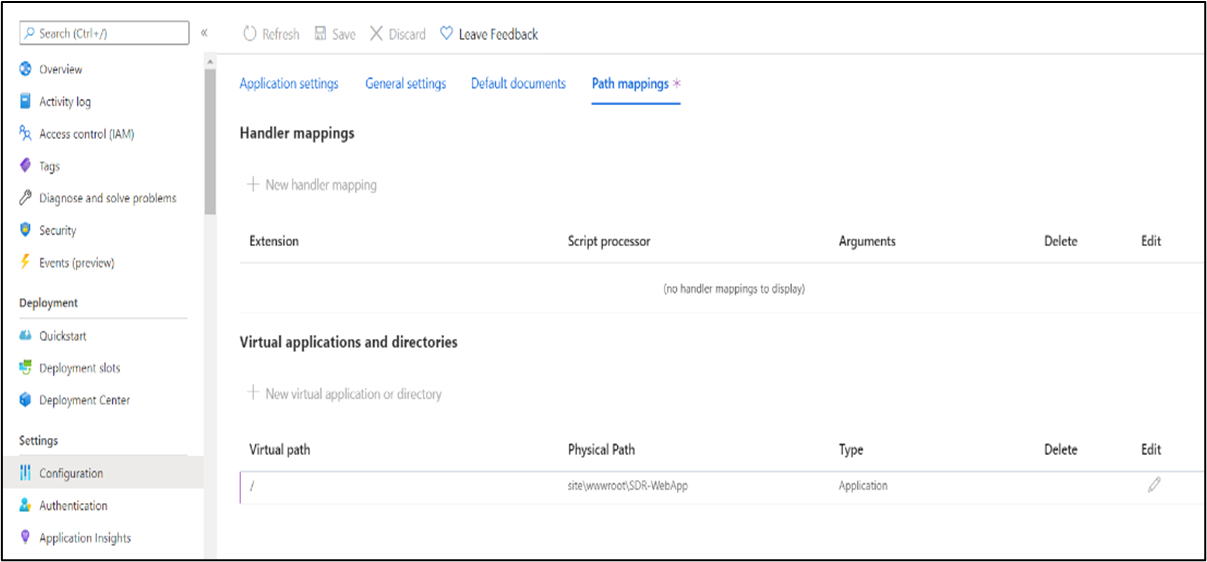 Search (Ctrl+/)
«
Refresh Save Discard Leave Feedback
Overview
Activity log
Access control (IAM)
Tags
Diagnose and solve problems
Security
Events (preview)
Deployment
Quickstart
Deployment slots
Deployment Center
Settings
Configuration
Authentication
Application Insights
Application settings General settings Default documents Path mappings *
Handler mappings
+ New handler mapping
Extension Script processor Arguments Delete Edit
(no handler mappings to display)
Virtual applications and directories
+ New virtual application or directory
Virtual path Physical Path Type Delete Edit
/ site\wwwroot\SDR-WebApp Application